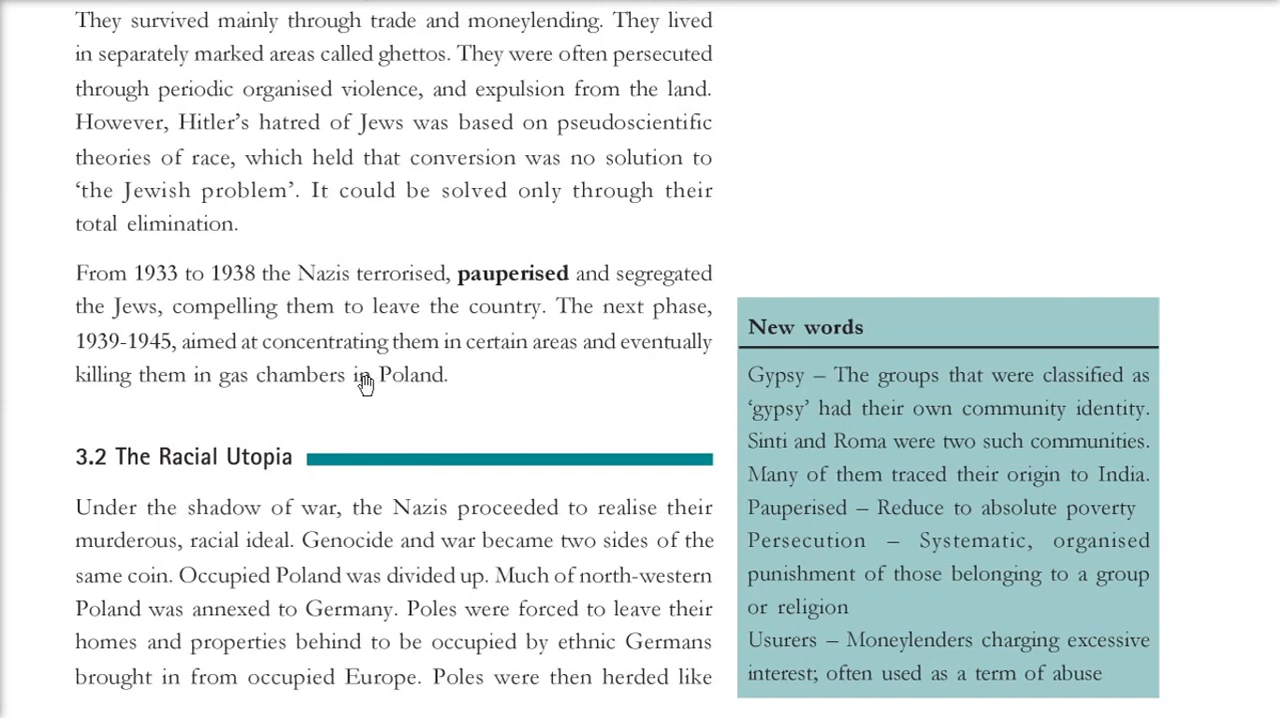 They survived mainly through trade and moneylending. They lived
in separately marked areas called ghettos. They were often persecuted
through periodic organised violence, and expulsion from the land.
However, Hitler's hatred of Jews was based on pseudoscientific
theories of race, which held that conversion was no solution to
‘the Jewish problem’. It could be solved only through their
total elimination.
From 1933 to 1938 the Nazis terrorised, pauperised and segregated
the Jews, compelling them to leave the country. The next phase,
1939-1945, aimed at concentrating them in certain areas and eventually
killing them in gas chambers in Poland.
3.2 The Racial Utopia
Under the shadow of war, the Nazis proceeded to realise their
murderous, racial ideal. Genocide and war became two sides of the
same coin. Occupied Poland was divided up. Much of north-western
Poland was annexed to Germany. Poles were forced to leave their
homes and properties behind to be occupied by ethnic Germans
brought in from occupied Europe. Poles were then herded like
New words
Gypsy – The groups that were classified as
‘gypsy’ had their own community identity.
Sinti and Roma were two such communities.
Many of them traced their origin to India.
Pauperised – Reduce to absolute poverty
Persecution – Systematic, organised
punishment of those belonging to a group
or religion
Usurers – Moneylenders charging excessive
interest; often used as a term of abuse